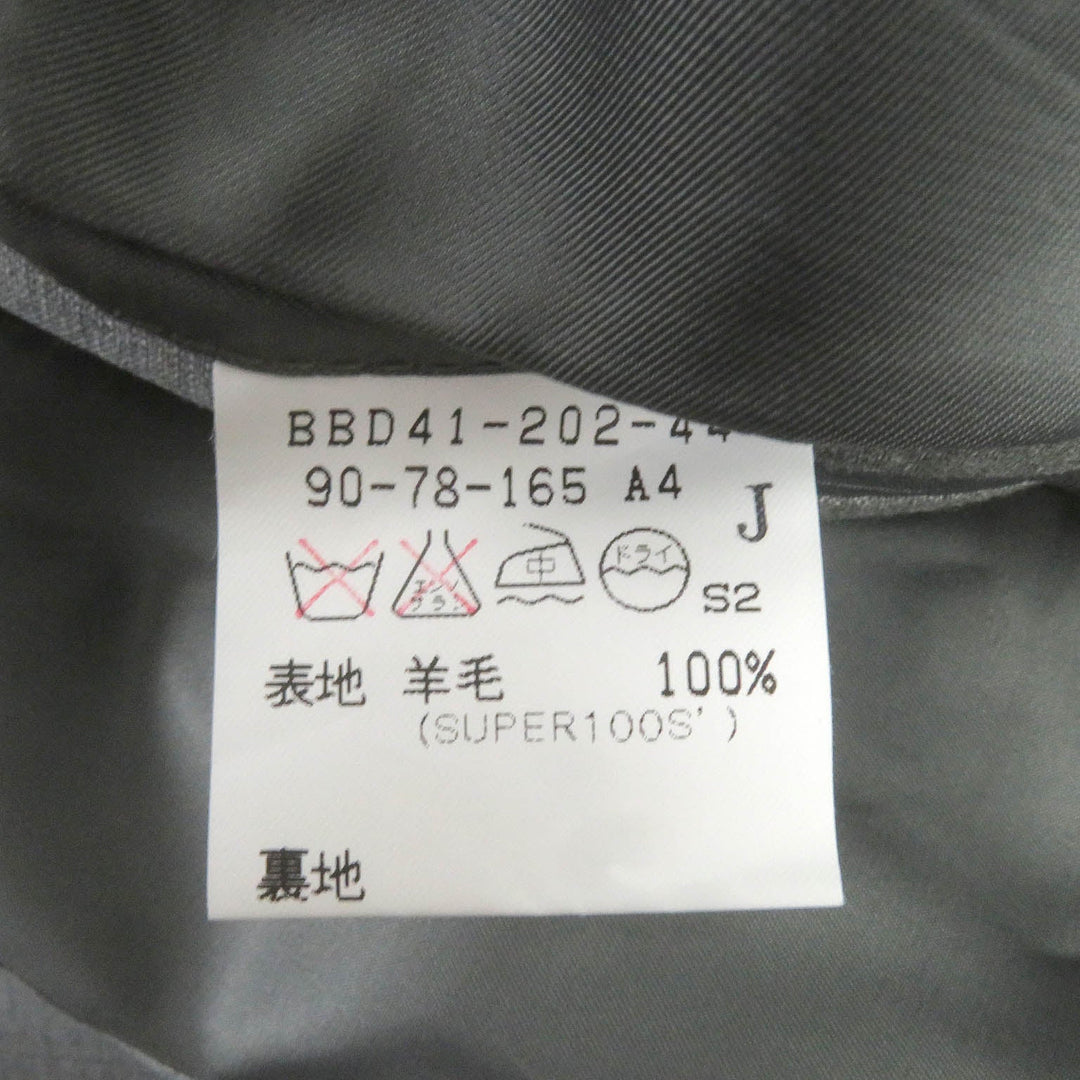 BBD41-202-44
90-78-165 A4
J
中 ドライ
S2
表地 羊毛 100%
(SUPER100S')
裏地